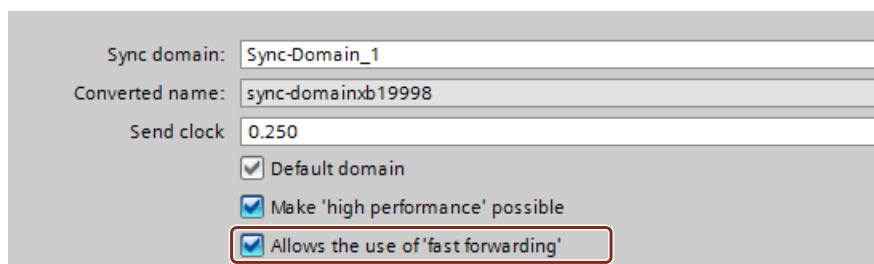 Sync domain: Sync-Domain_1
Converted name: sync-domainxb19998
Send clock 0.250
Default domain
Make 'high performance' possible
Allows the use of 'fast forwarding'